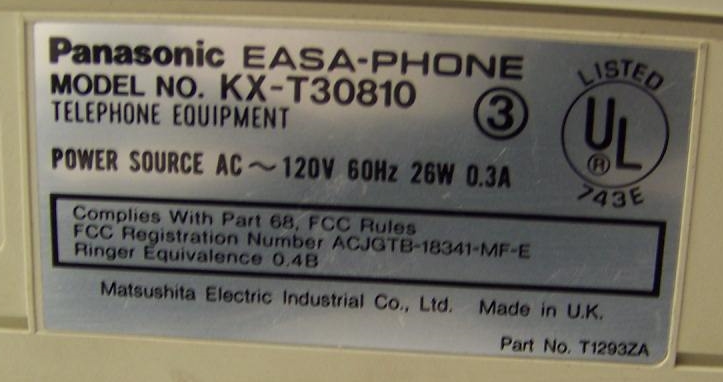 Panasonic EASA-PHONE
MODEL NO. KX-T30810
TELEPHONE EQUIPMENT
③
LISTED
UL
®
743E
POWER SOURCE AC ~ 120V 60Hz 26W 0.3A
Complies With Part 68, FCC Rules
FCC Registration Number ACJGTB-18341-MF-E
Ringer Equivalence 0.4B
Matsushita Electric Industrial Co., Ltd. Made in U.K.
Part No. T1293ZA